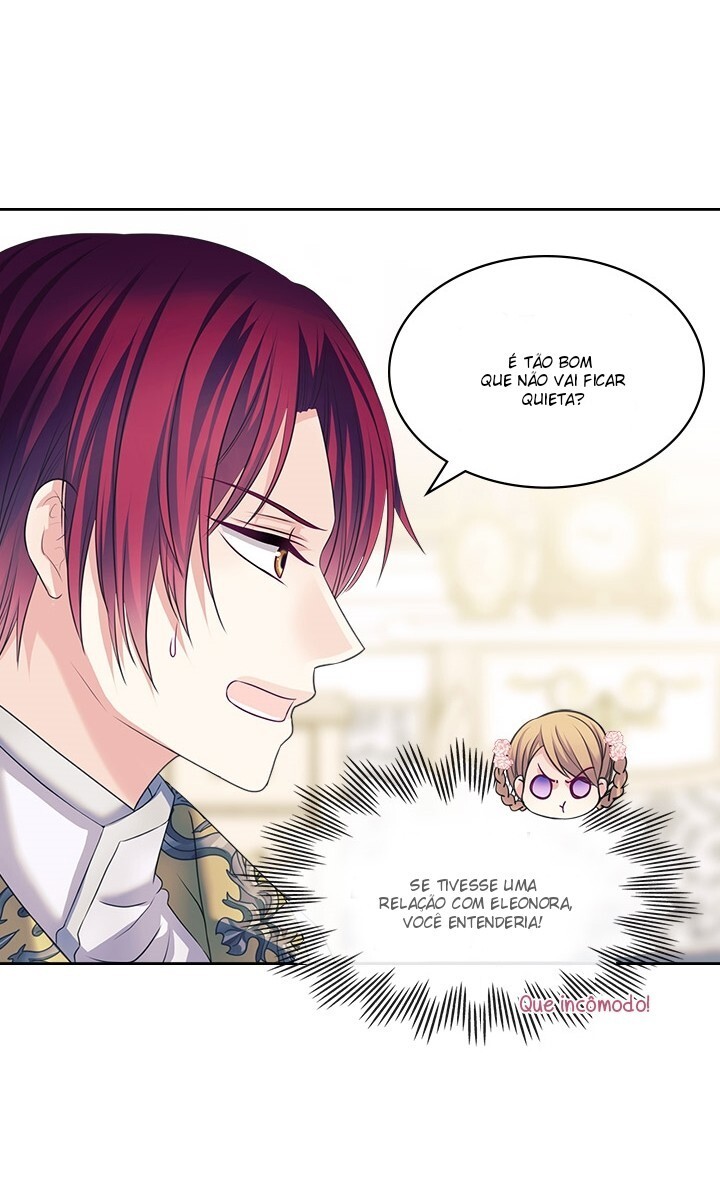 É TÃO BOM
QUE NÃO VAI FICAR
QUIETA?
SE TIVESSE UMA
RELAÇÃO COM ELEONORA,
VOCÊ ENTENDERIA!
Que incômodo!